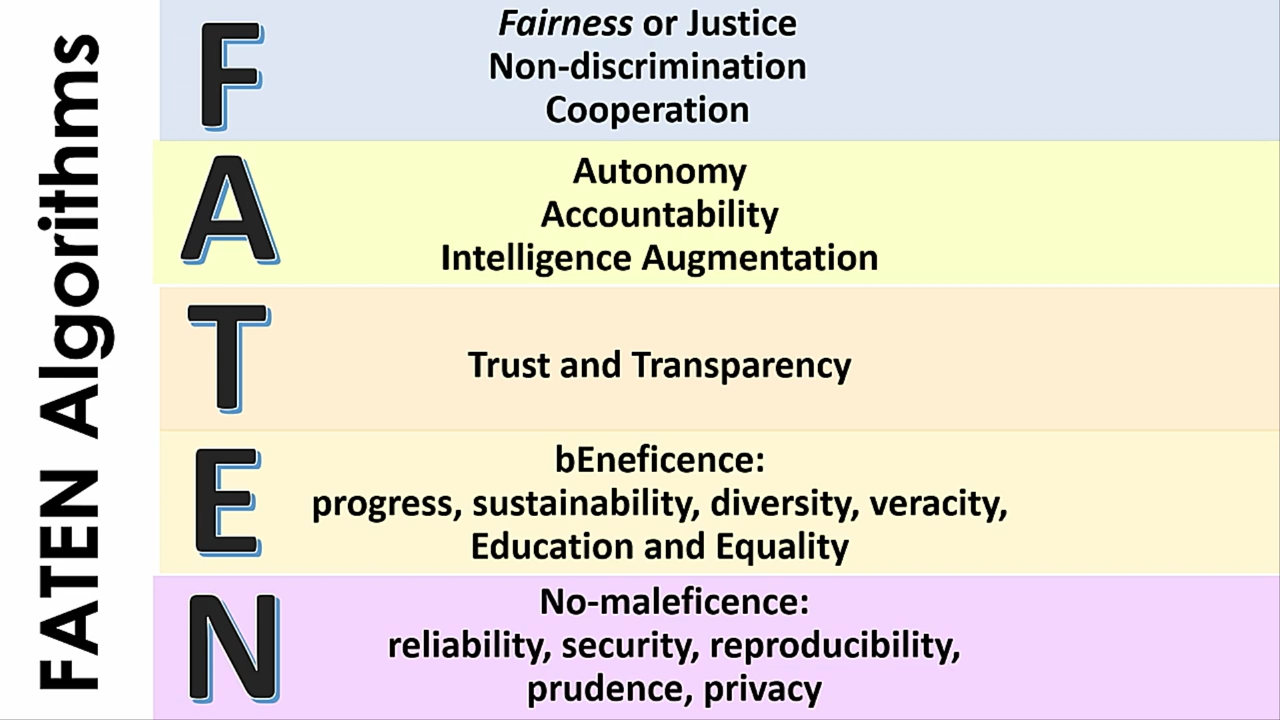 FATEN Algorithms
F
Fairness or Justice
Non-discrimination
Cooperation
A
Autonomy
Accountability
Intelligence Augmentation
T
Trust and Transparency
E
bEneficence:
progress, sustainability, diversity, veracity,
Education and Equality
N
No-maleficence:
reliability, security, reproducibility,
prudence, privacy